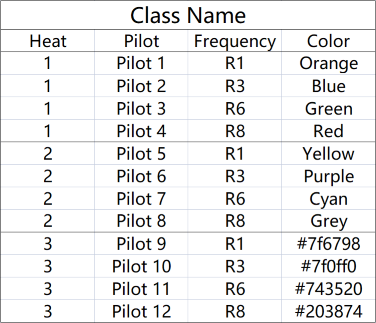 Class Name
Heat Pilot Frequency Color
1 Pilot 1 R1 Orange
1 Pilot 2 R3 Blue
1 Pilot 3 R6 Green
1 Pilot 4 R8 Red
2 Pilot 5 R1 Yellow
2 Pilot 6 R3 Purple
2 Pilot 7 R6 Cyan
2 Pilot 8 R8 Grey
3 Pilot 9 R1 #7f6798
3 Pilot 10 R3 #7f0ff0
3 Pilot 11 R6 #743520
3 Pilot 12 R8 #203874